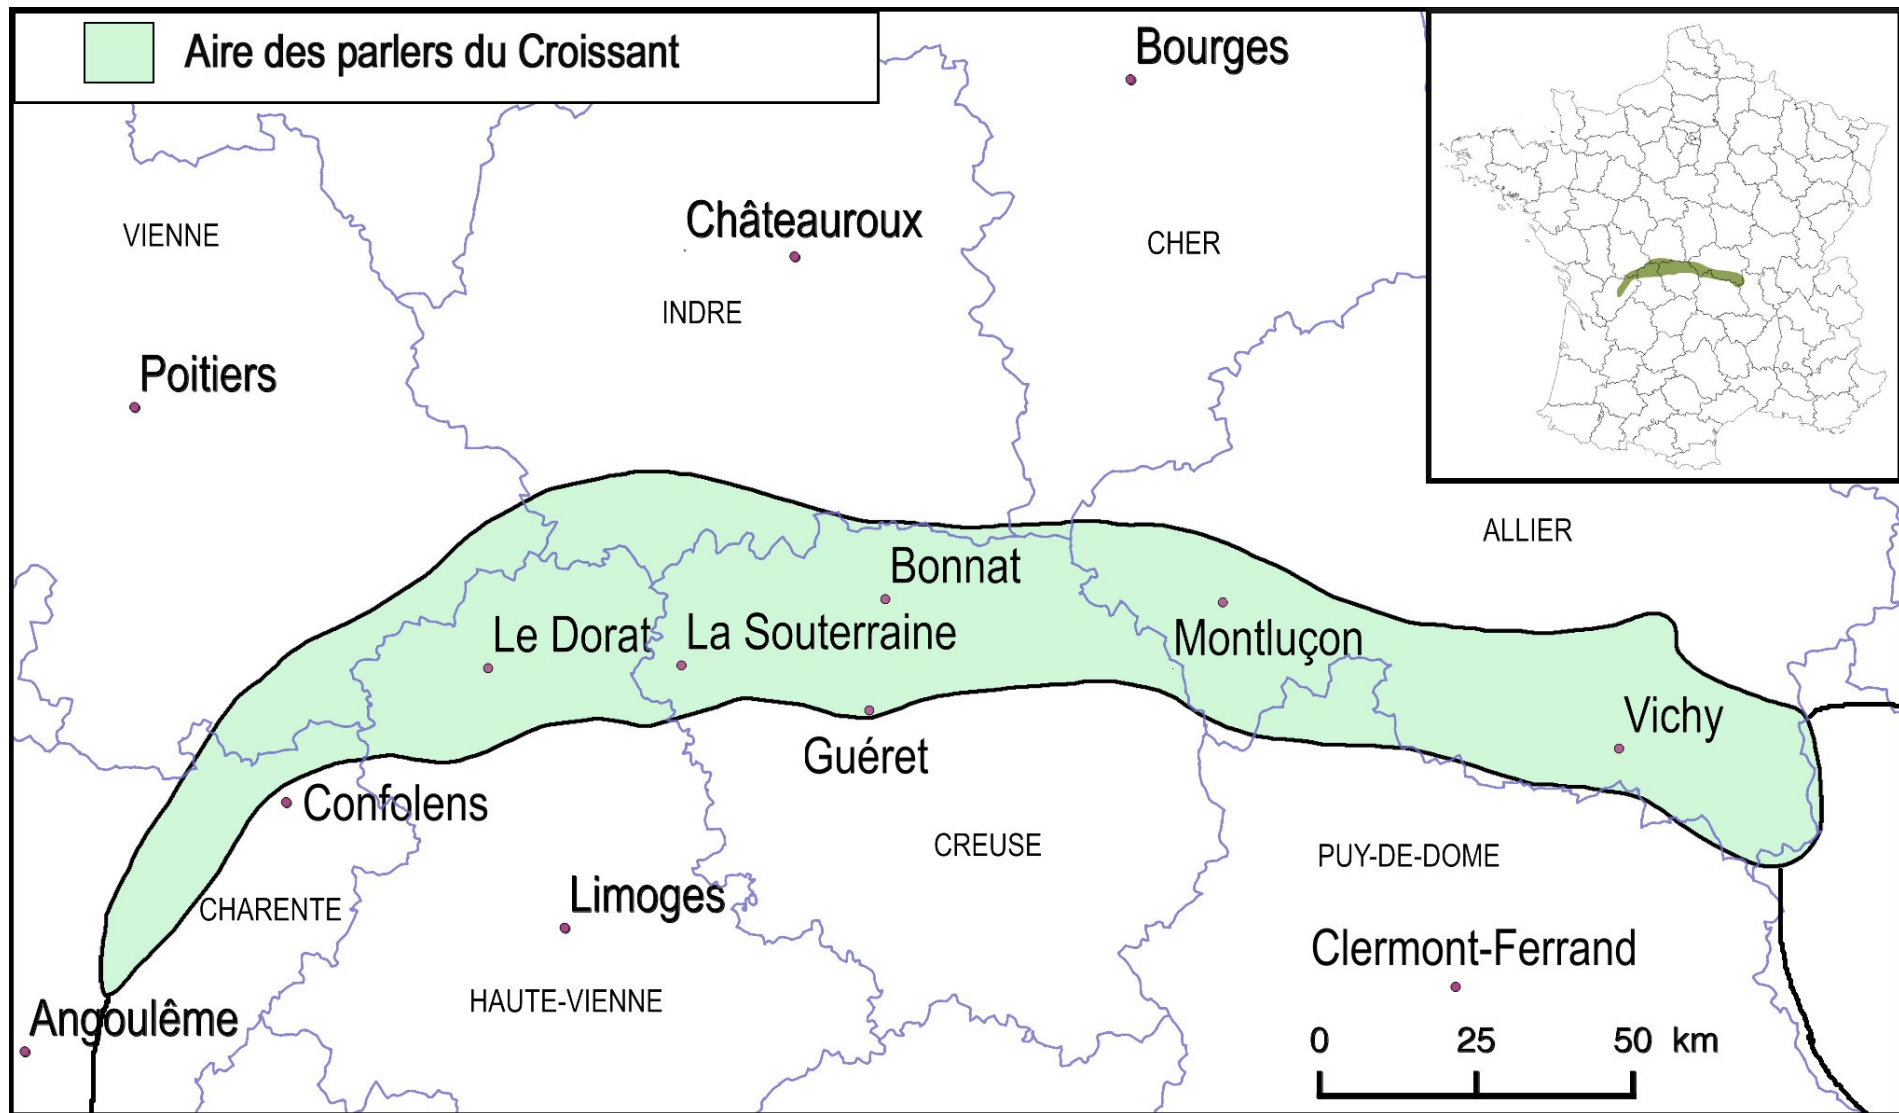 Aire des parlers du Croissant
Bourges
Châteauroux
VIENNE
CHER
INDRE
Poitiers
ALLIER
Bonnat
Le Dorat
La Souterraine
Montluçon
Vichy
Guéret
Confolens
CREUSE
PUY-DE-DOME
CHARENTE
Limoges
Clermont-Ferrand
HAUTE-VIENNE
Angoulême
0 25 50 km